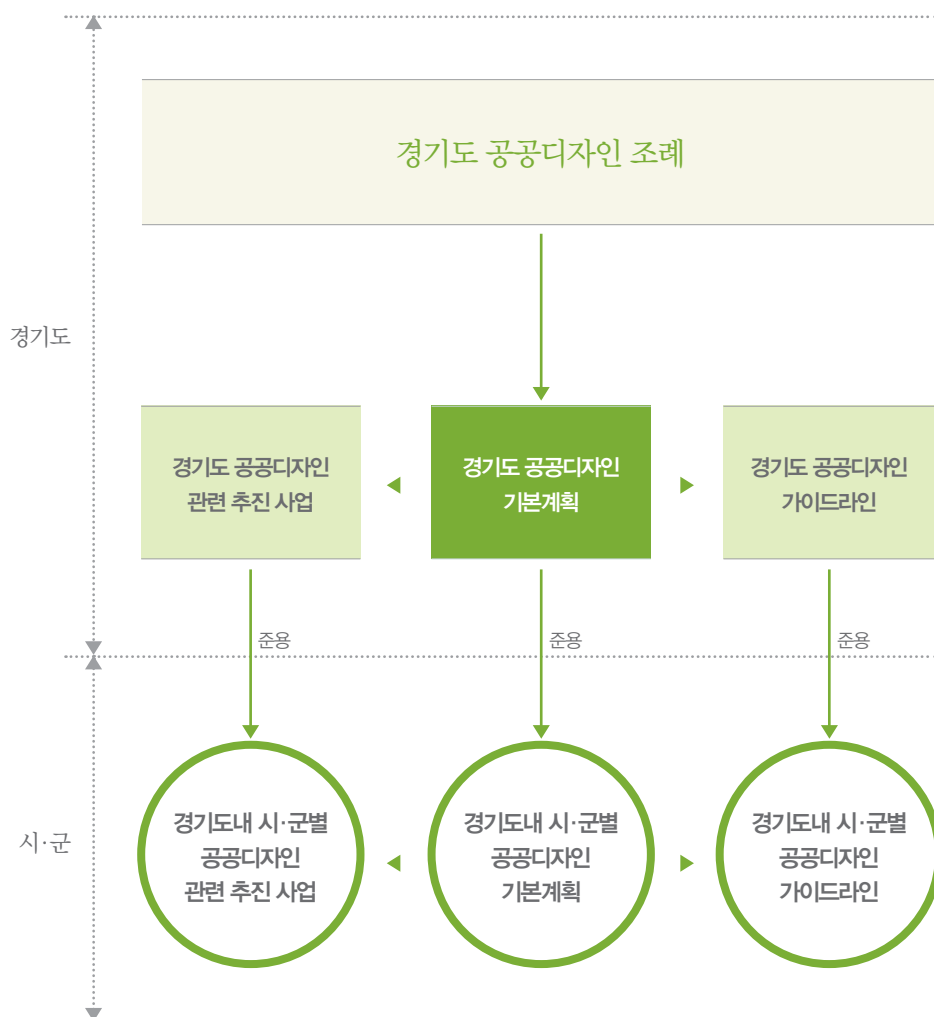 경기도 공공디자인 조례
경기도
경기도 공공디자인
관련 추진 사업
경기도 공공디자인
기본계획
경기도 공공디자인
가이드라인
준용
준용
준용
시·군
경기도내 시·군별
공공디자인
관련 추진 사업
경기도내 시·군별
공공디자인
기본계획
경기도내 시·군별
공공디자인
가이드라인